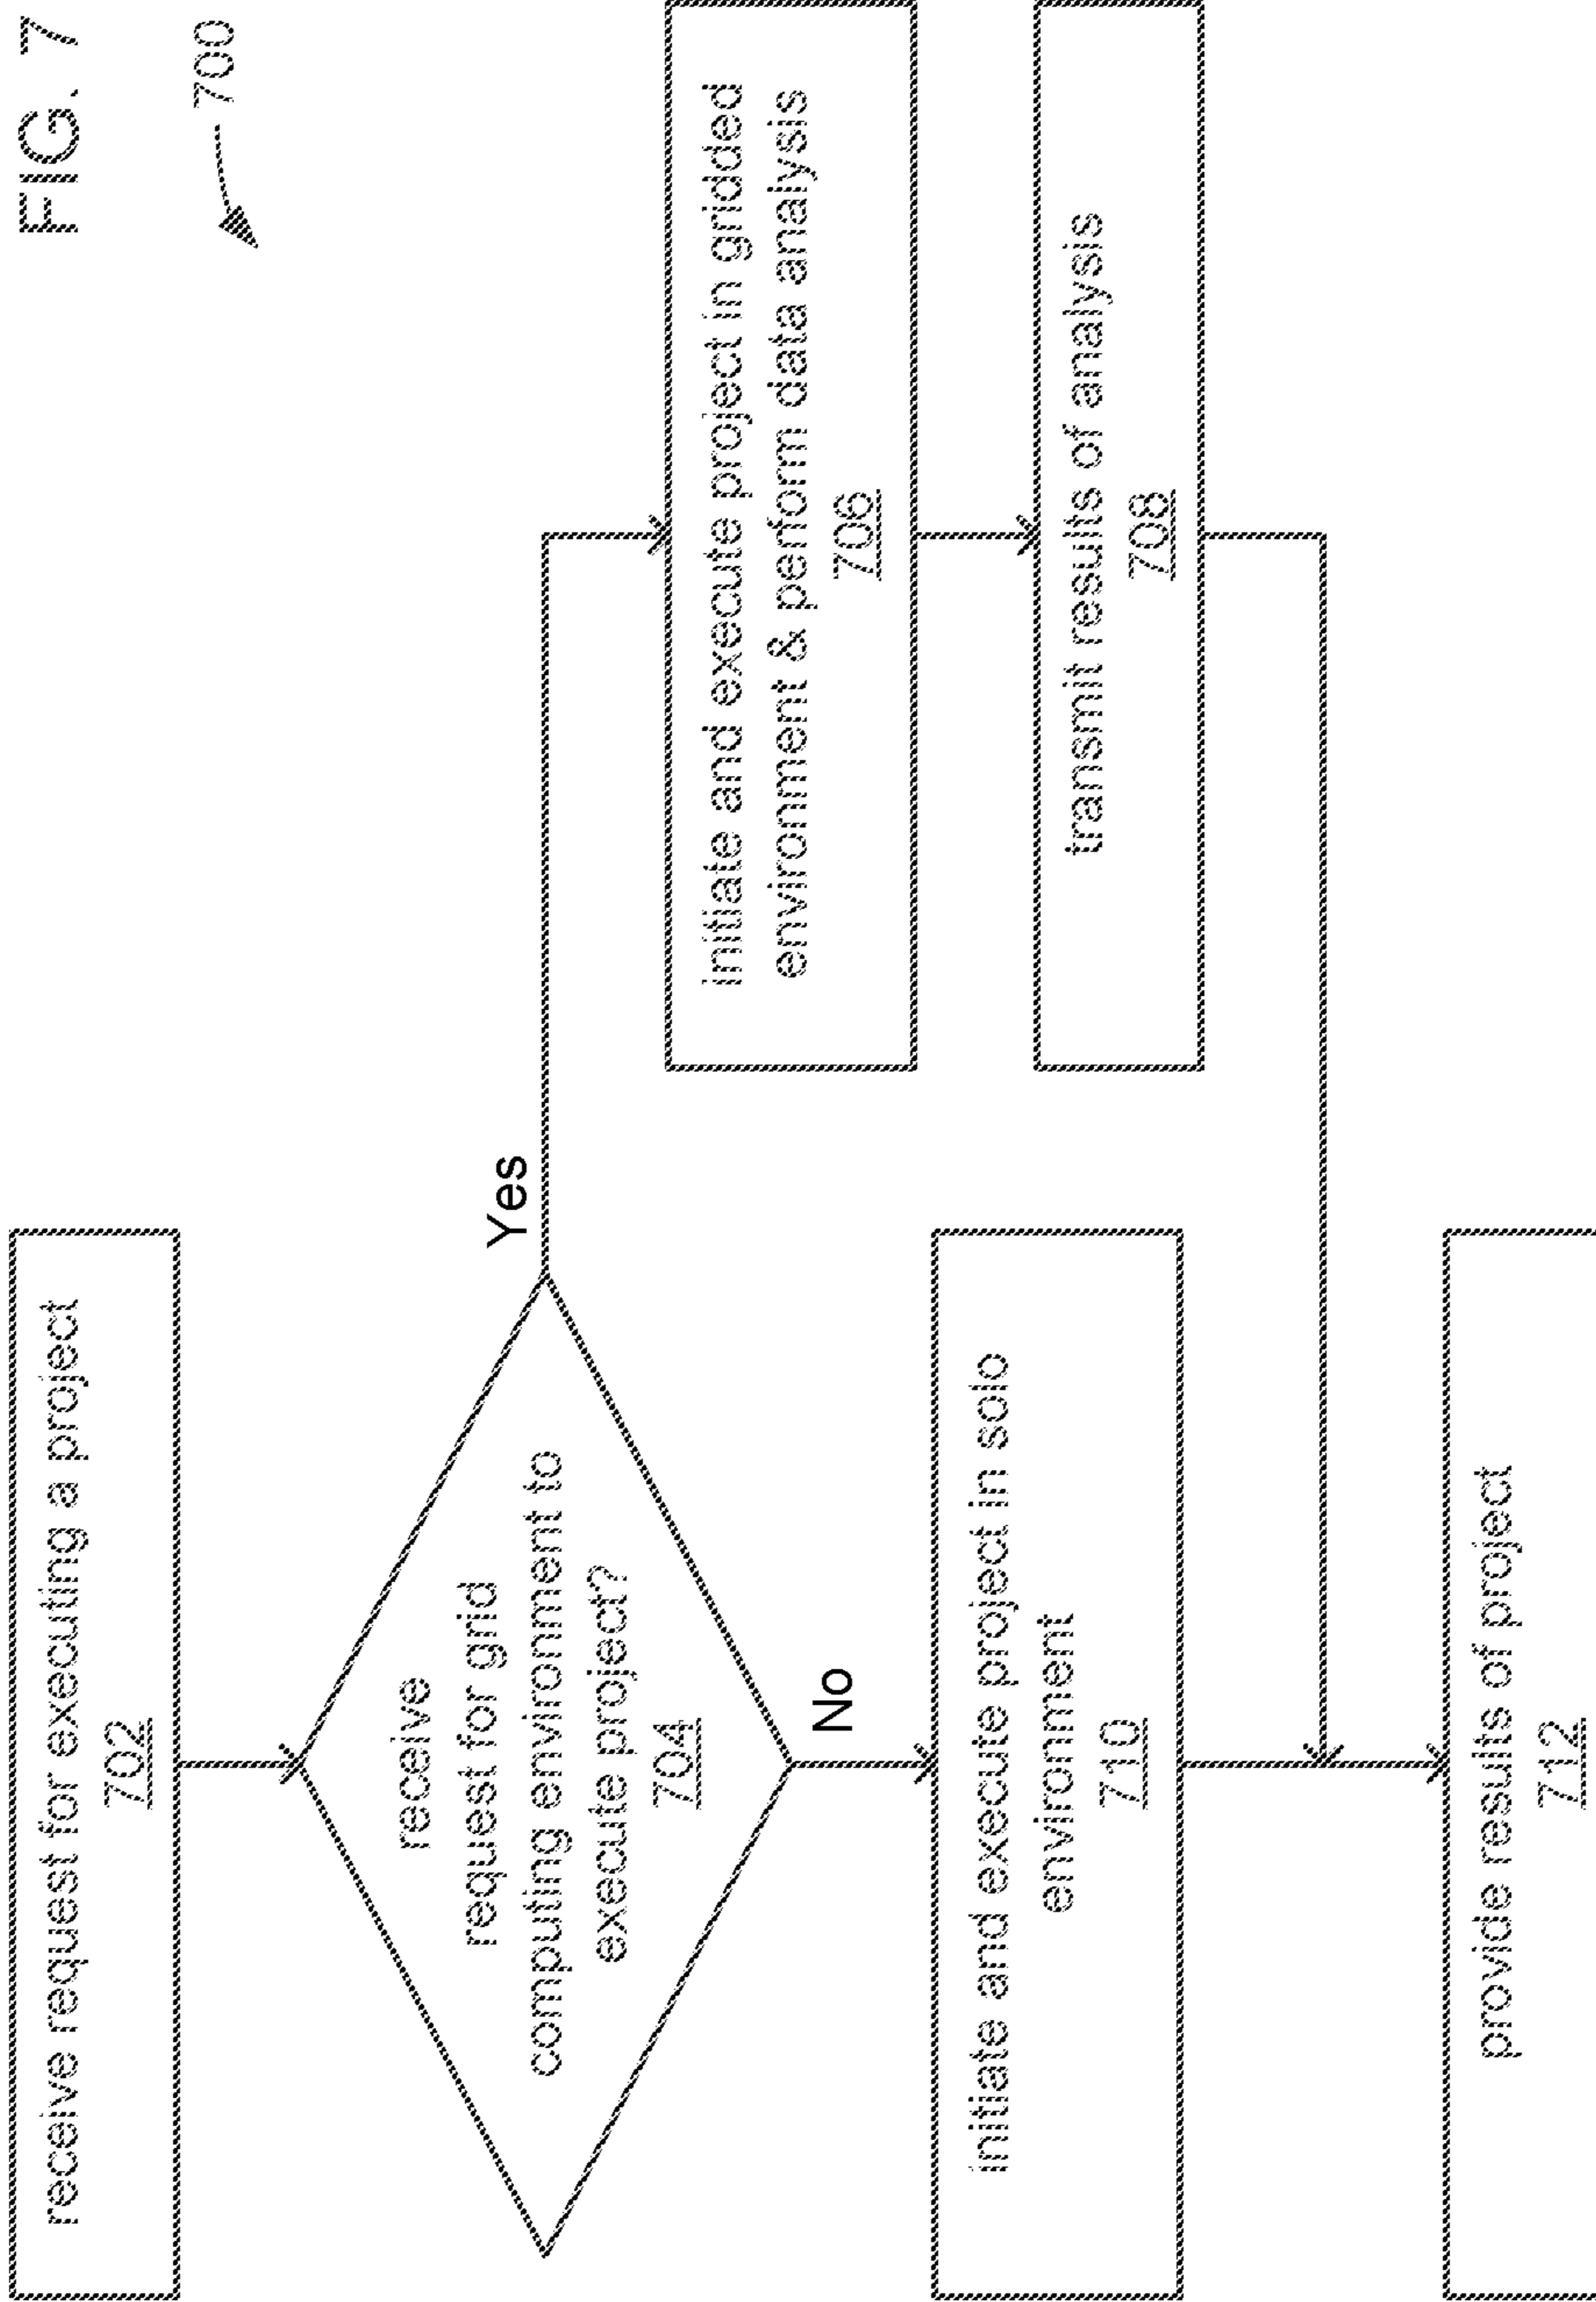 FIG. 7
700
receive request for executing a project
702
receive
request for grid
computing environment to
execute project?
704
Yes
No
initiate and execute project in gridded
environment & perform data analysis
706
transmit results of analysis
708
initiate and execute project in solo
environment
710
provide results of project
712